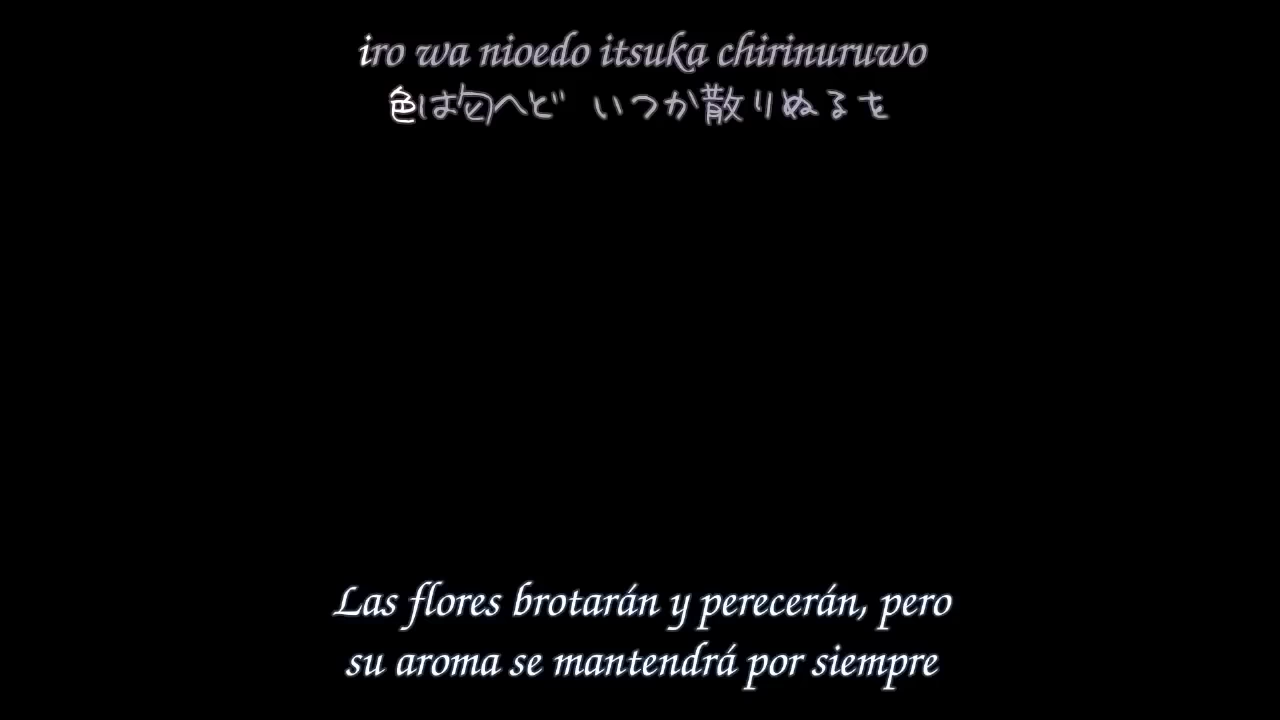 iro wa nioedo itsuka chirinuruwo
色は匂へど いつか散りぬるを
Las flores brotarán y perecerán, pero
su aroma se mantendrá por siempre